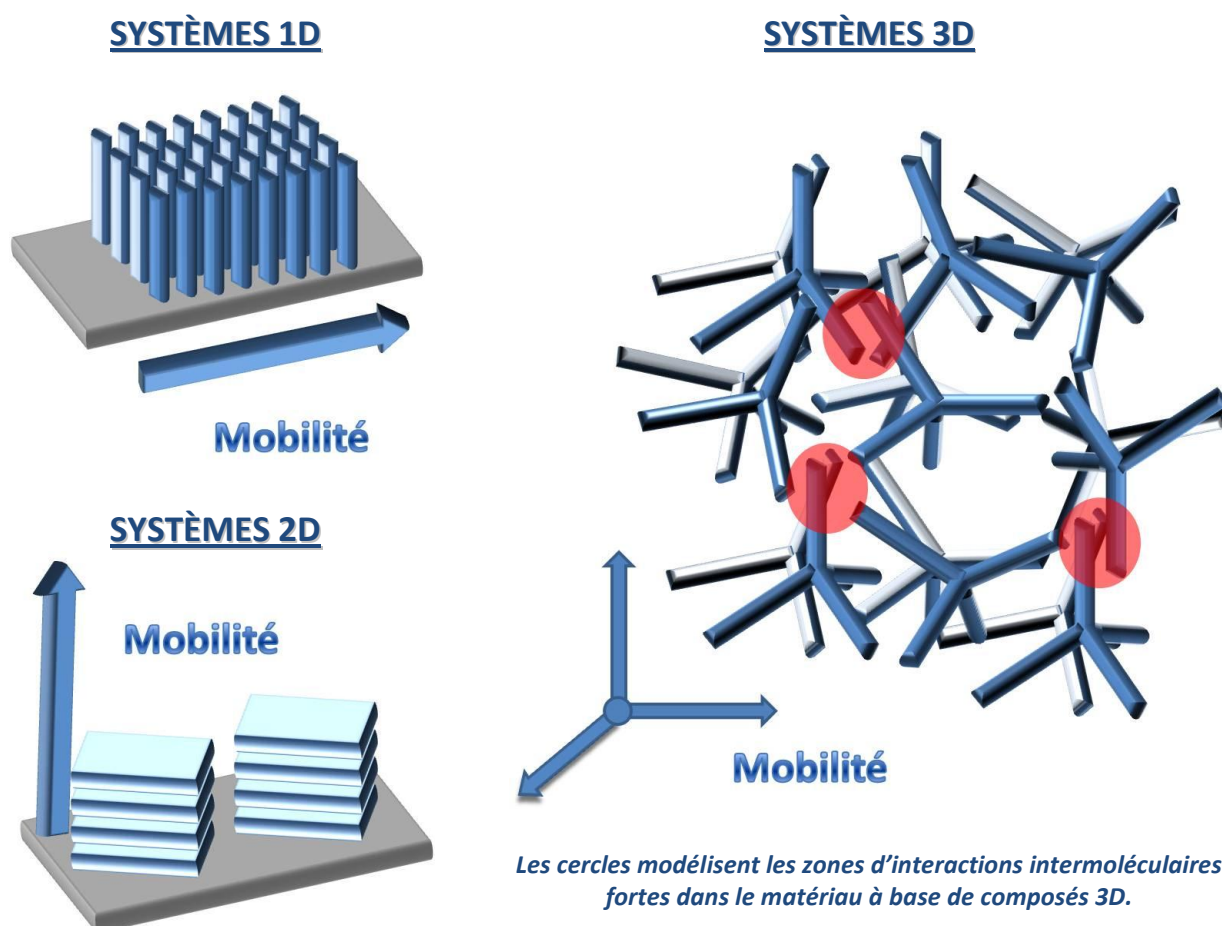 SYSTÈMES 1D
Mobilité
SYSTÈMES 2D
Mobilité
SYSTÈMES 3D
Mobilité
Les cercles modélisent les zones d’interactions intermoléculaires
fortes dans le matériau à base de composés 3D.